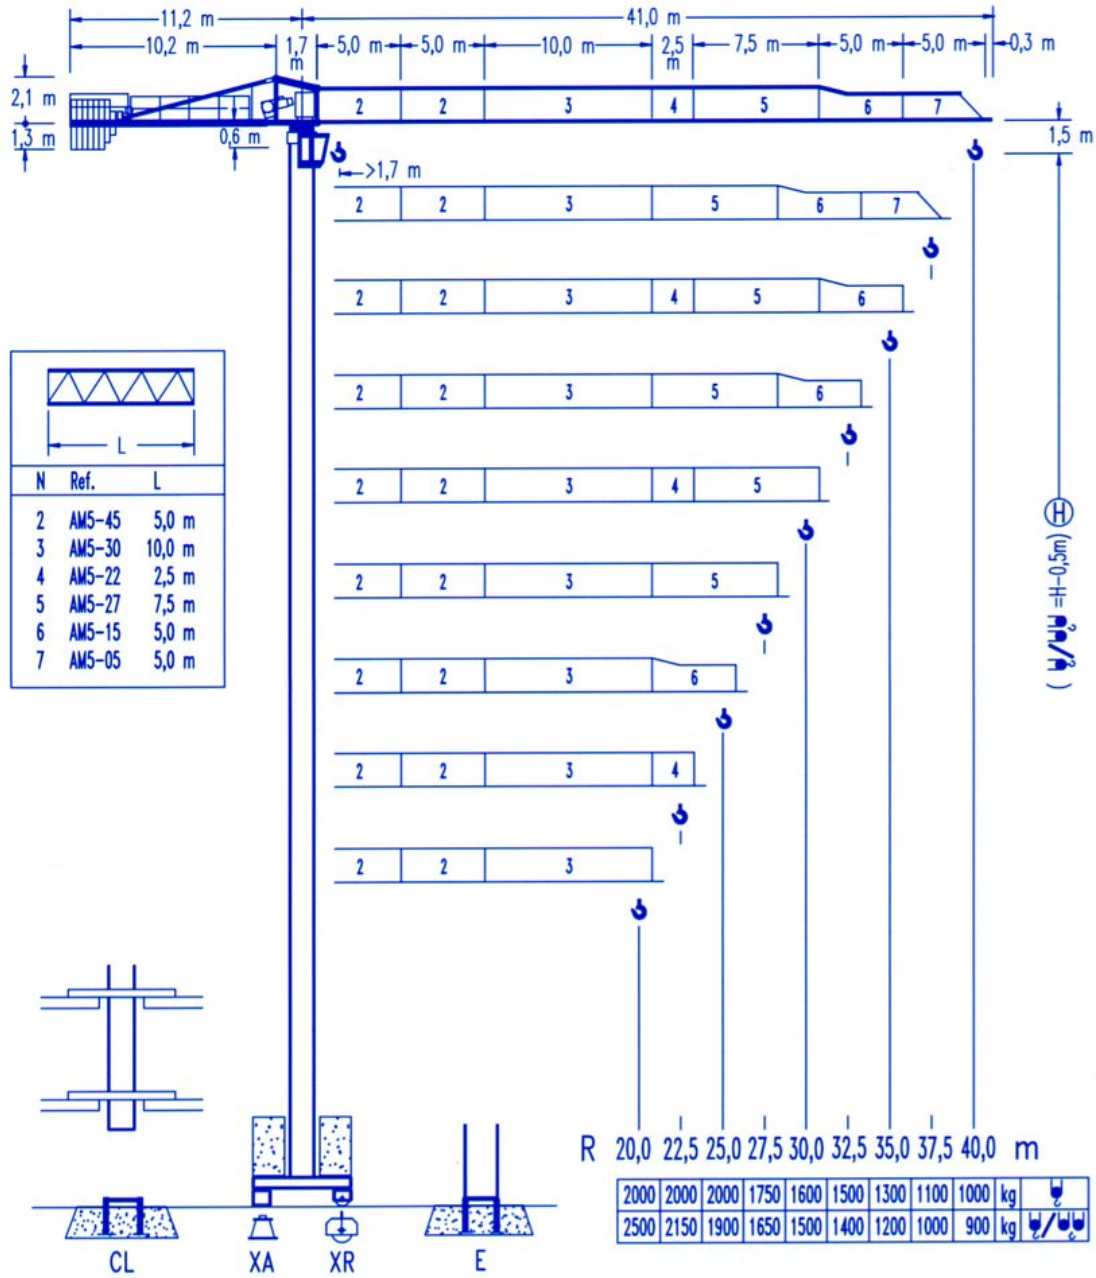 11,2 m 41,0 m
10,2 m 1,7 m 5,0 m 5,0 m 10,0 m 2,5 m 7,5 m 5,0 m 5,0 m 0,3 m
2,1 m
2 2 3 4 5 6 7
1,3 m 0,6 m 1,5 m
>1,7 m
2 2 3 5 6 7
2 2 3 4 5 6
2 2 3 5 6
L
2 2 3 4 5
N Ref. L
2 AM5-45 5,0 m
3 AM5-30 10,0 m
4 AM5-22 2,5 m
5 AM5-27 7,5 m
6 AM5-15 5,0 m
7 AM5-05 5,0 m
H (=H-0,5m / )
2 2 3 5
2 2 3 6
2 2 3 4
2 2 3
R 20,0 22,5 25,0 27,5 30,0 32,5 35,0 37,5 40,0 m
2000 2000 2000 1750 1600 1500 1300 1100 1000 kg
2500 2150 1900 1650 1500 1400 1200 1000 900 kg /
CL XA XR E